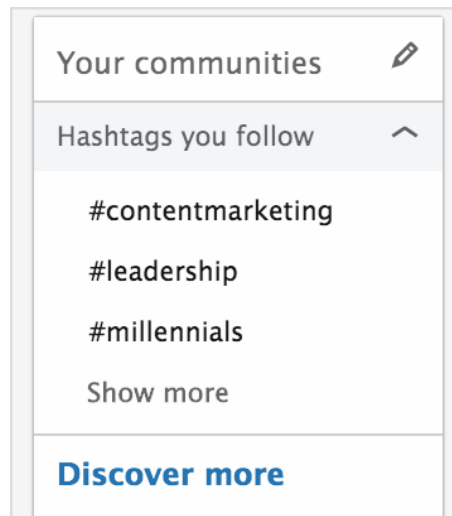 Your communities
Hashtags you follow
#contentmarketing
#leadership
#millennials
Show more
Discover more